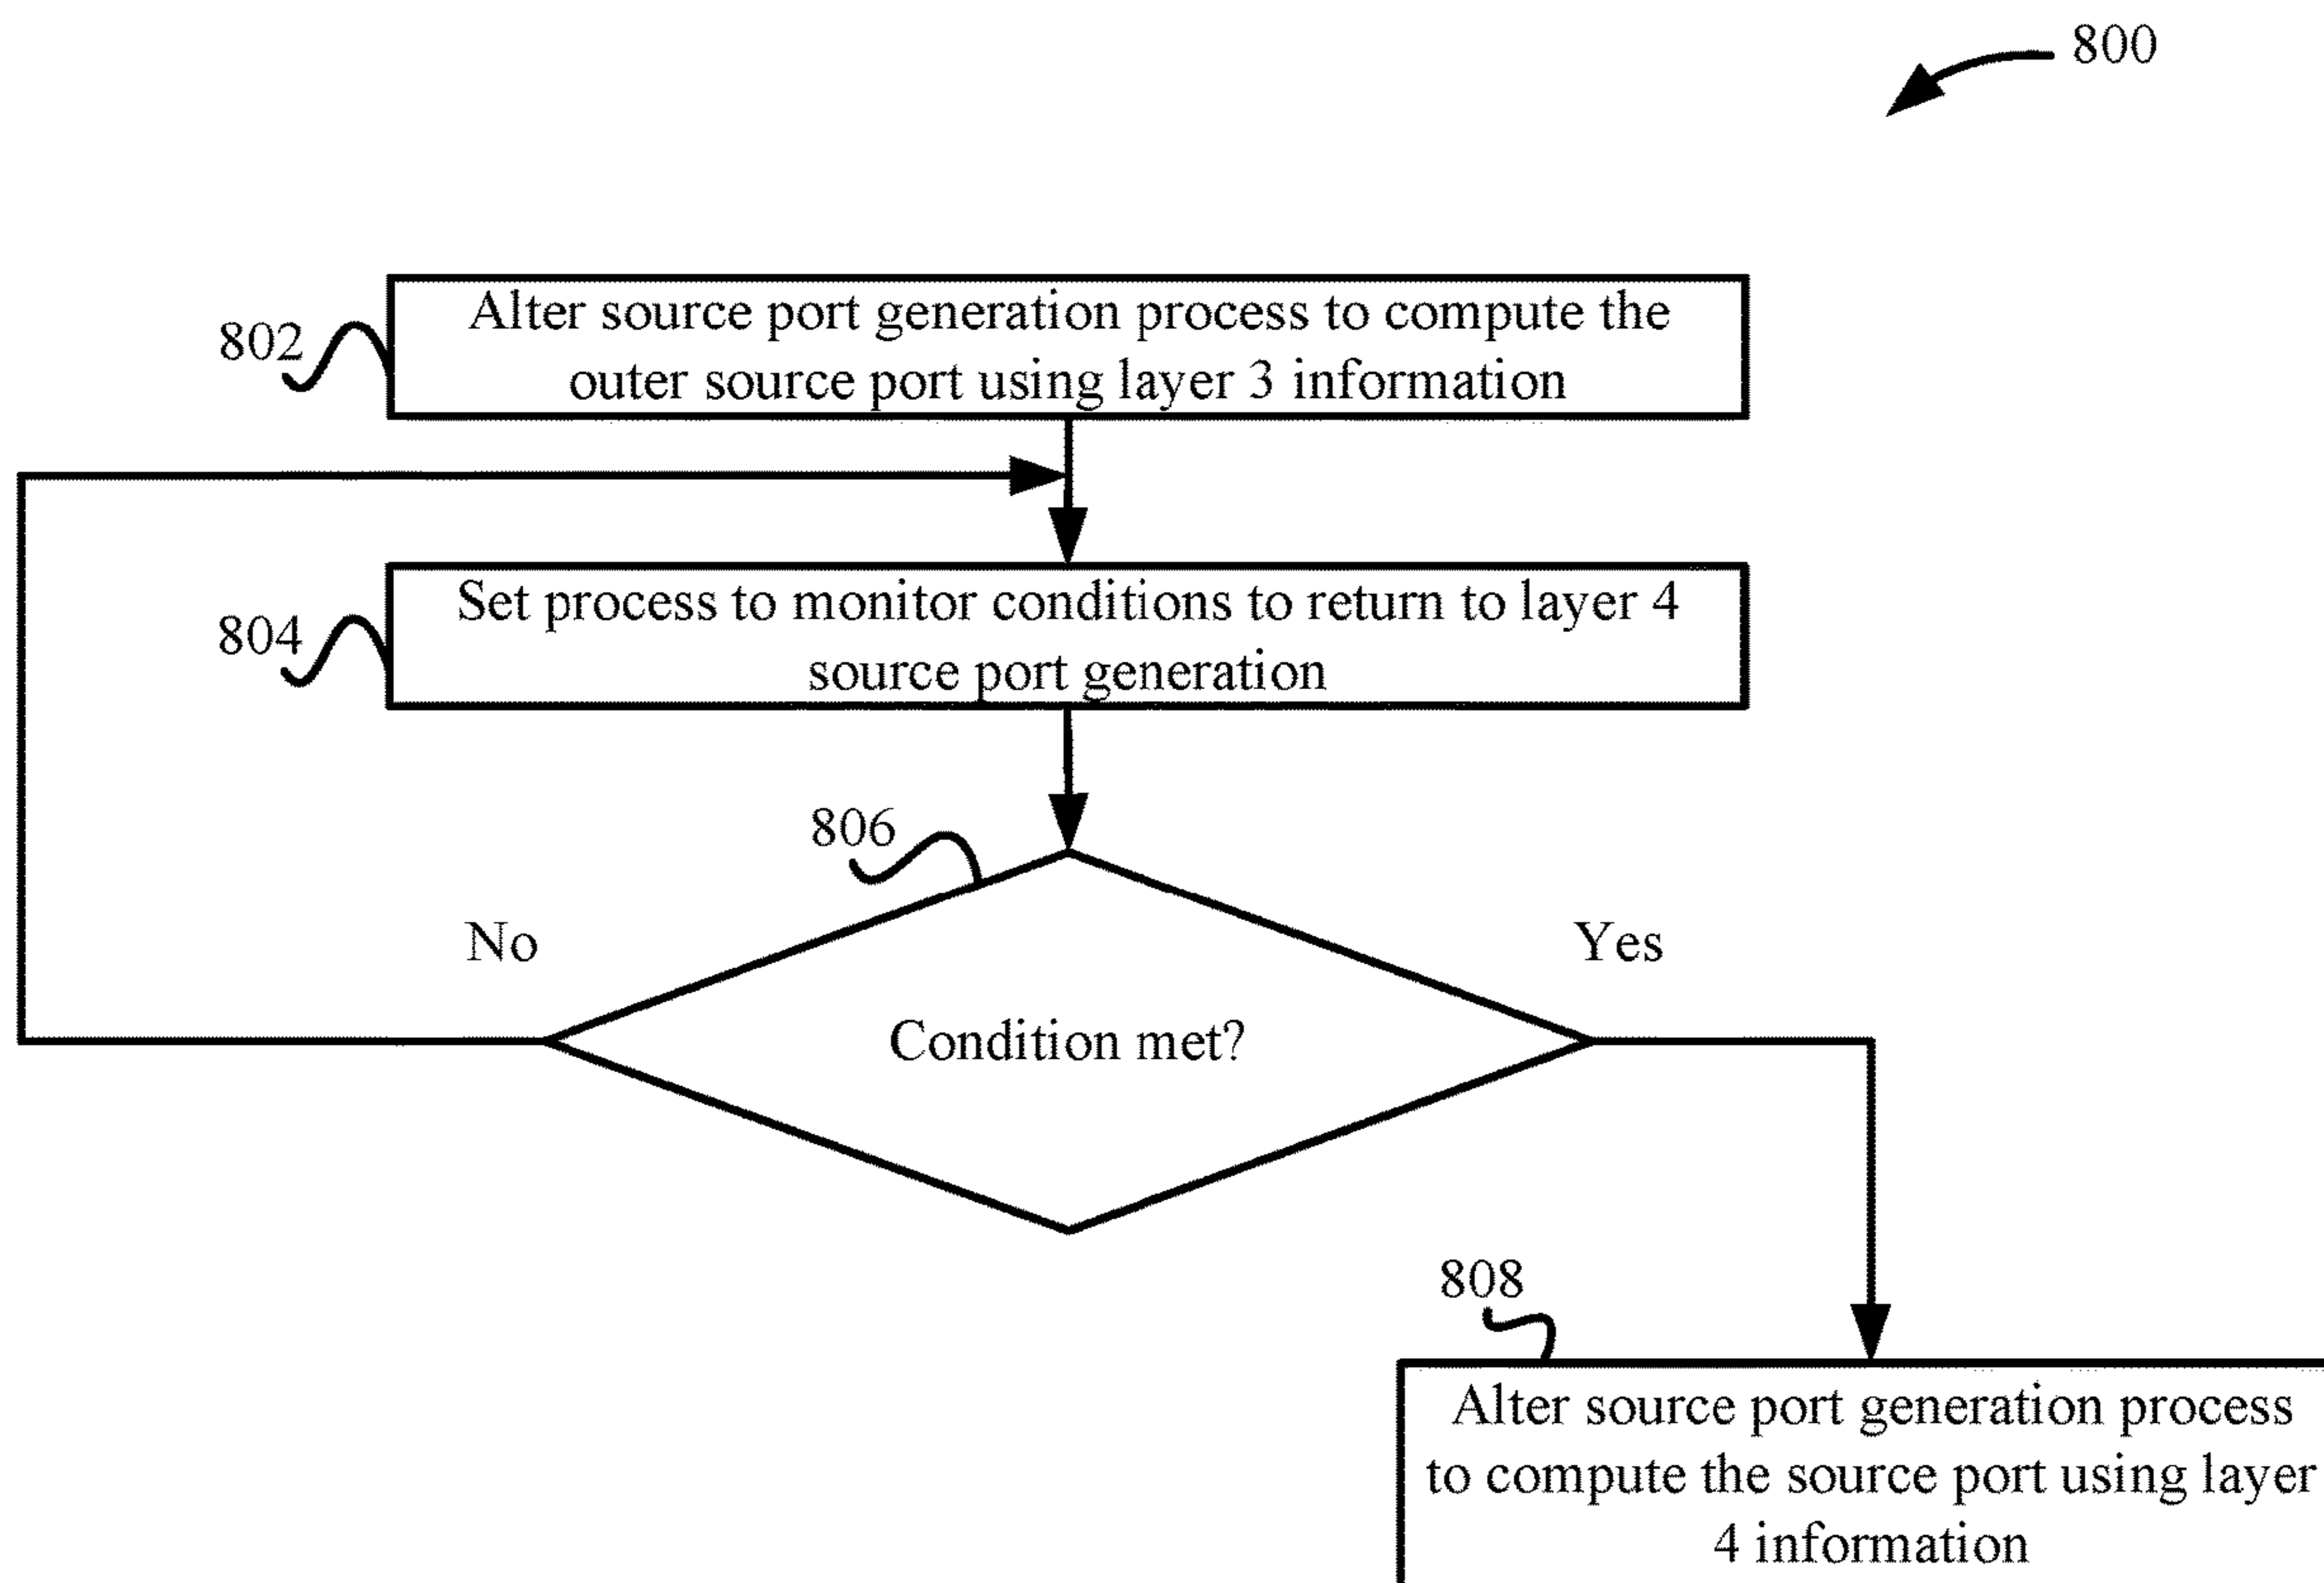 800
802
Alter source port generation process to compute the
outer source port using layer 3 information
804
Set process to monitor conditions to return to layer 4
source port generation
806
No
Yes
Condition met?
808
Alter source port generation process
to compute the source port using layer
4 information